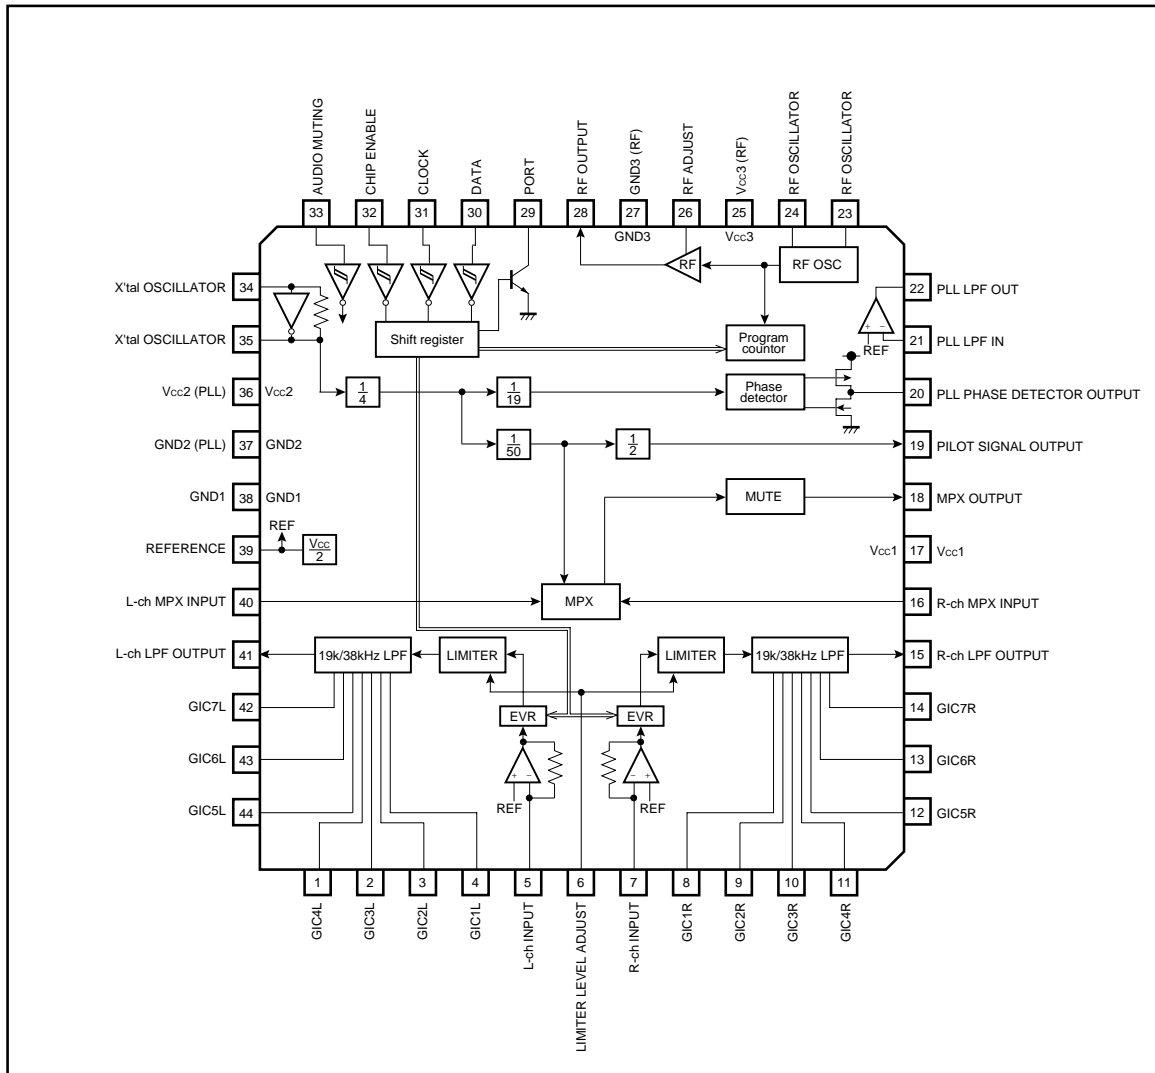 AUDIO MUTING
CHIP ENABLE
CLOCK
DATA
PORT
RF OUTPUT
GND3 (RF)
RF ADJUST
Vcc3 (RF)
RF OSCILLATOR
RF OSCILLATOR
33
32
31
30
29
28
27
26
25
24
23
GND3
Vcc3
RF
RF OSC
X'tal OSCILLATOR
34
22
PLL LPF OUT
+ −
X'tal OSCILLATOR
35
Shift register
Program
countor
REF
21
PLL LPF IN
Vcc2 (PLL)
36
Vcc2
1
4
1
19
Phase
detector
20
PLL PHASE DETECTOR OUTPUT
GND2 (PLL)
37
GND2
1
50
1
2
19
PILOT SIGNAL OUTPUT
GND1
38
GND1
MUTE
18
MPX OUTPUT
REF
REFERENCE
39
Vcc
2
Vcc1
17
Vcc1
L-ch MPX INPUT
40
MPX
16
R-ch MPX INPUT
L-ch LPF OUTPUT
41
19k/38kHz LPF
LIMITER
LIMITER
19k/38kHz LPF
15
R-ch LPF OUTPUT
GIC7L
42
EVR
EVR
14
GIC7R
GIC6L
43
+ −
− +
13
GIC6R
REF
REF
GIC5L
44
12
GIC5R
1
2
3
4
5
6
7
8
9
10
11
GIC4L
GIC3L
GIC2L
GIC1L
L-ch INPUT
LIMITER LEVEL ADJUST
R-ch INPUT
GIC1R
GIC2R
GIC3R
GIC4R